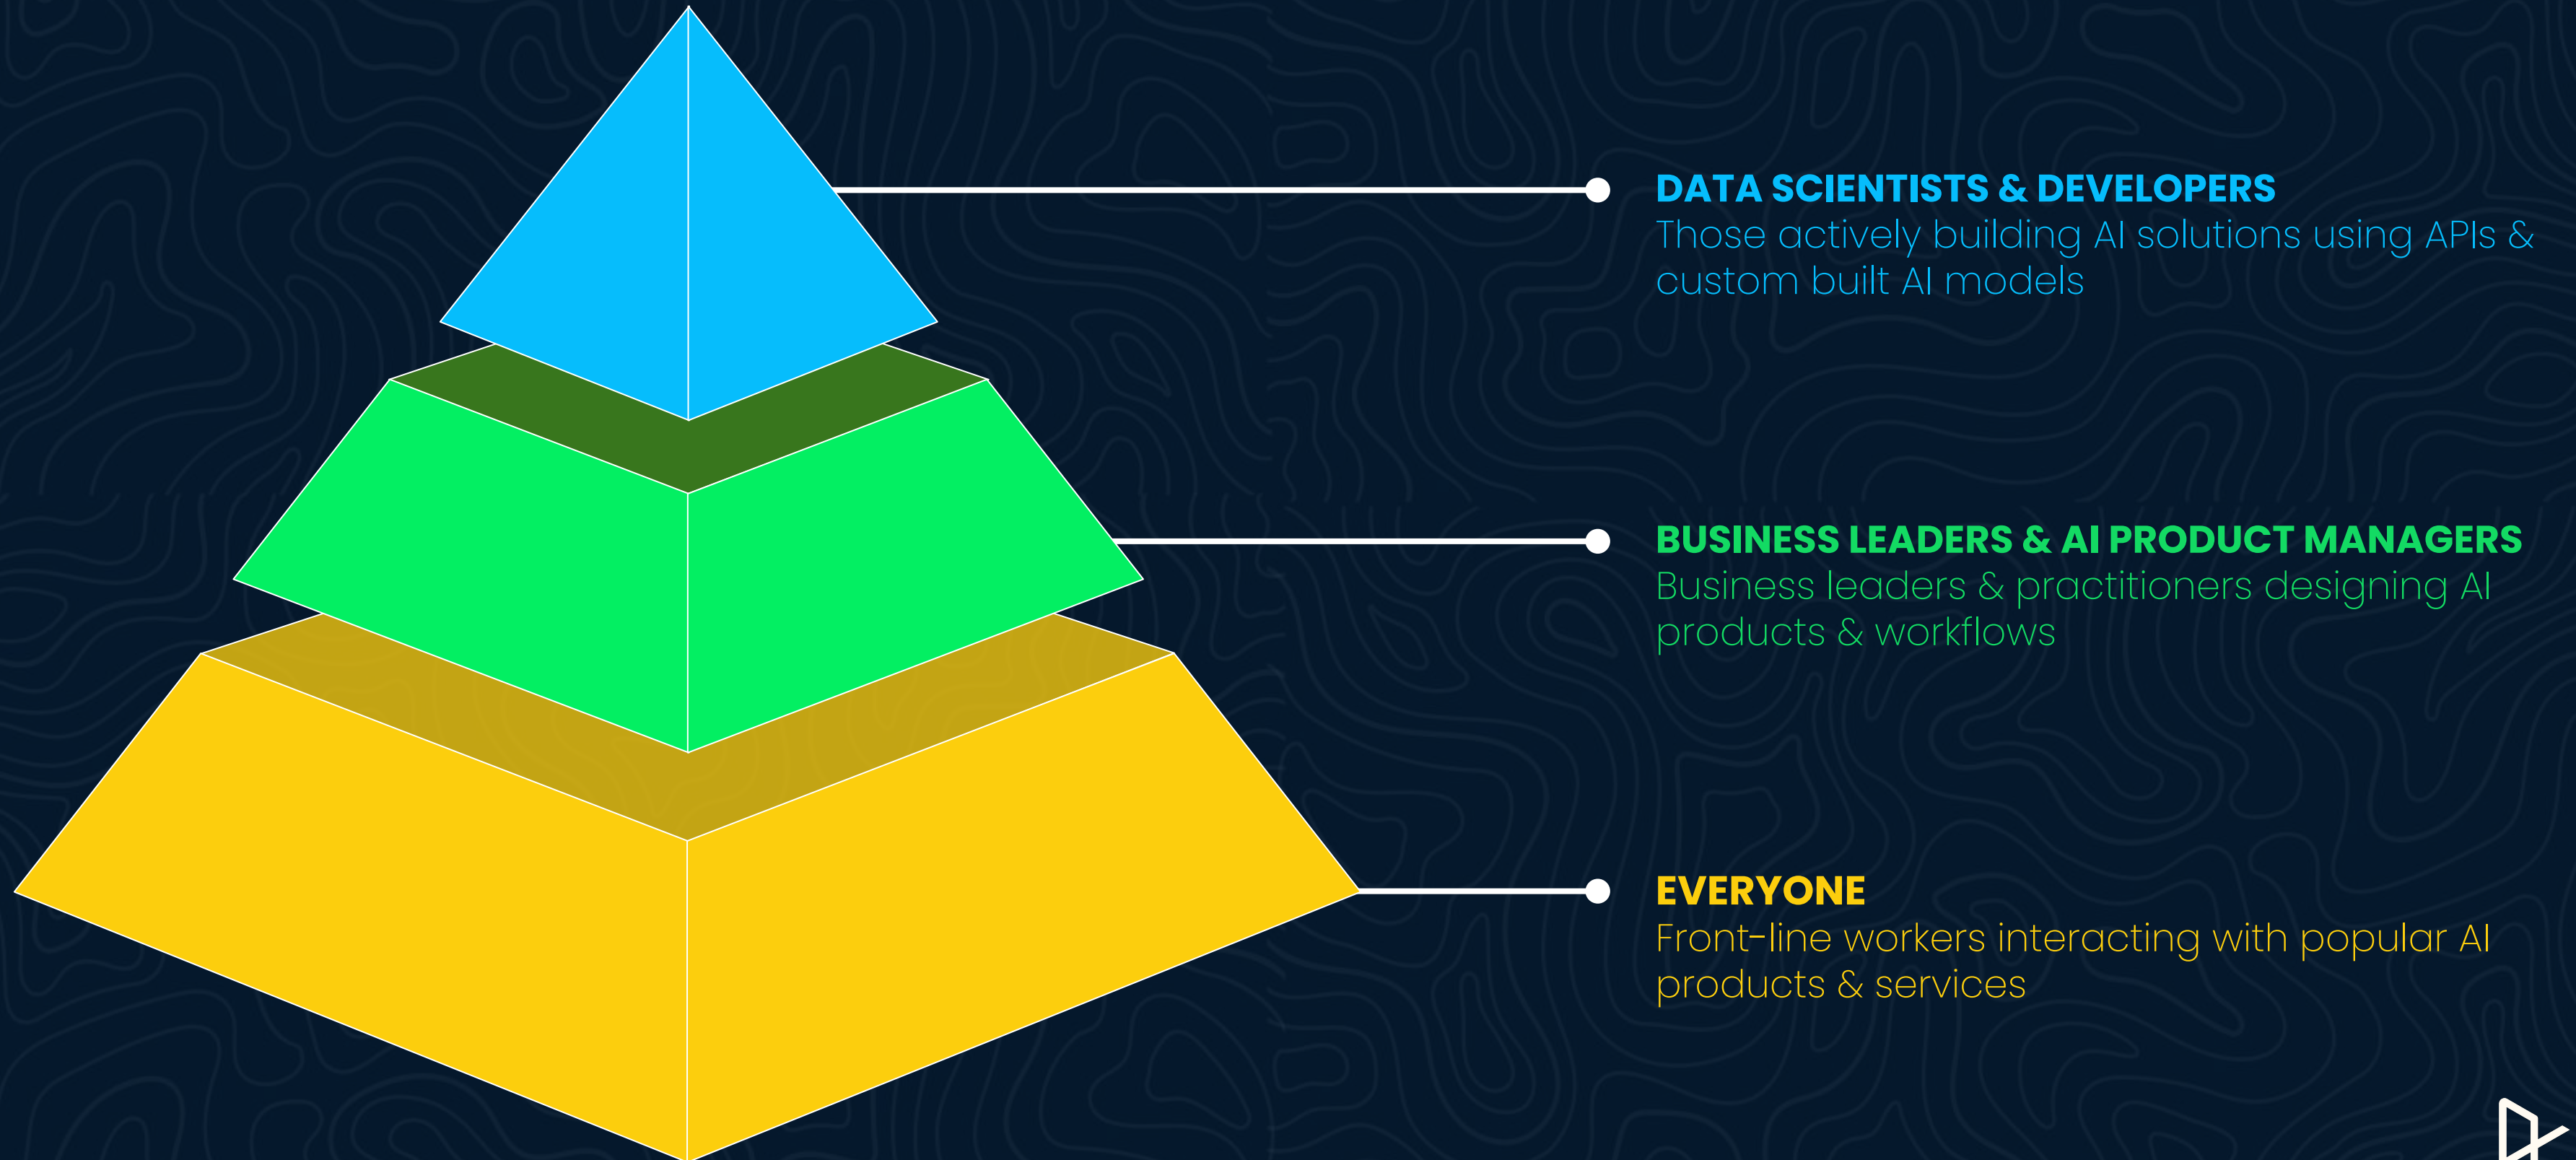 DATA SCIENTISTS & DEVELOPERS
Those actively building AI solutions using APIs &
custom built AI models
BUSINESS LEADERS & AI PRODUCT MANAGERS
Business leaders & practitioners designing AI
products & workflows
EVERYONE
Front-line workers interacting with popular AI
products & services